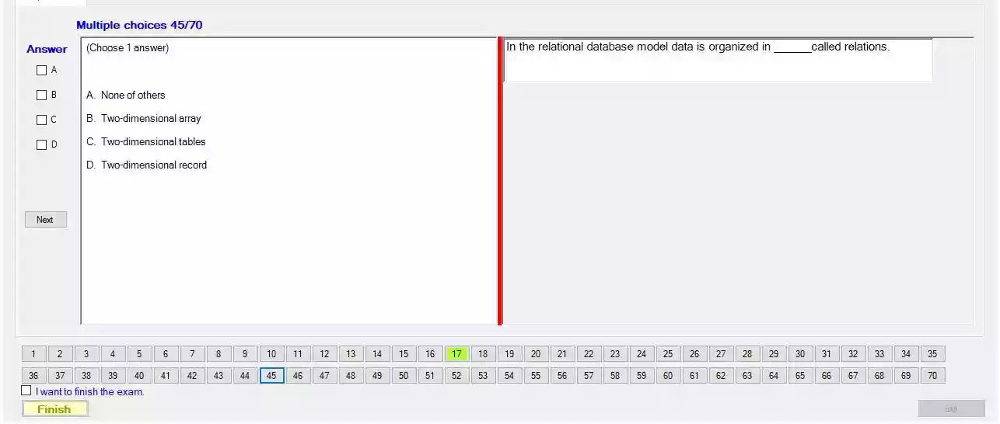 Multiple choices 45/70
Answer
(Choose 1 answer)
In the relational database model data is organized in ______called relations.
A
B
C
D
A. None of others
B. Two-dimensional array
C. Two-dimensional tables
D. Two-dimensional record
Next
1 2 3 4 5 6 7 8 9 10 11 12 13 14 15 16 17 18 19 20 21 22 23 24 25 26 27 28 29 30 31 32 33 34 35
36 37 38 39 40 41 42 43 44 45 46 47 48 49 50 51 52 53 54 55 56 57 58 59 60 61 62 63 64 65 66 67 68 69 70
I want to finish the exam.
Finish